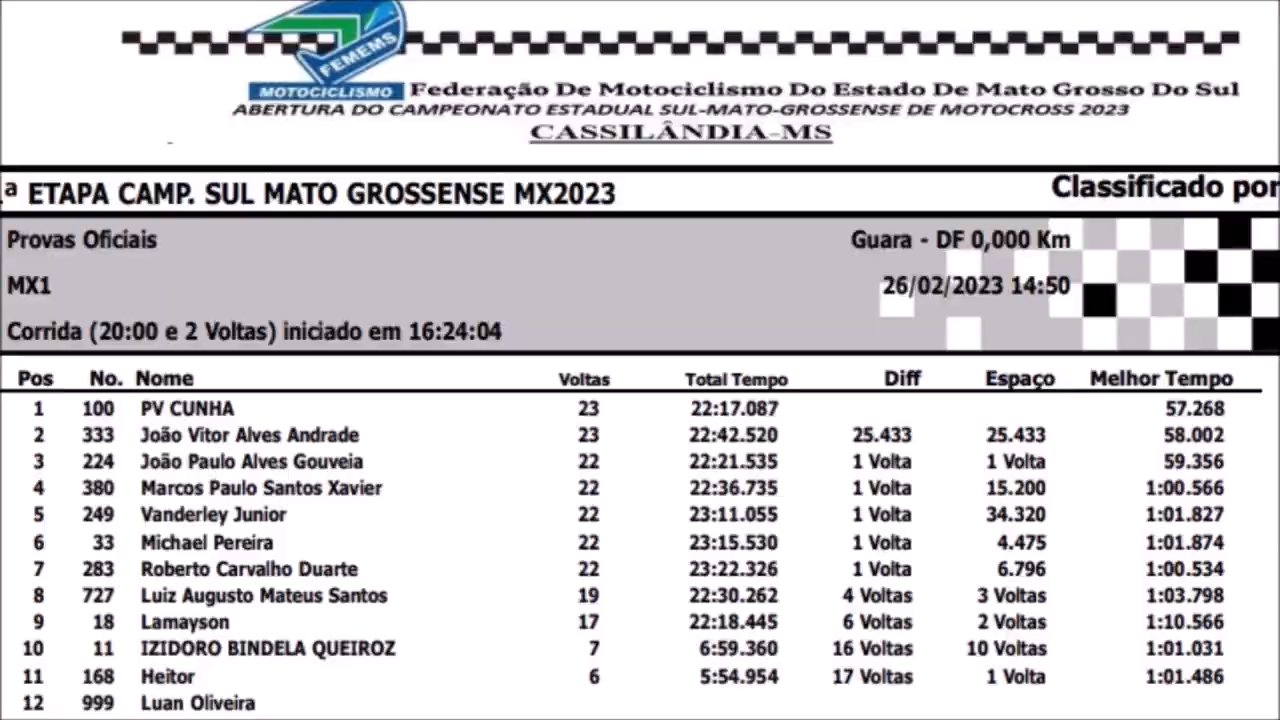 FEMEMS
MOTOCICLISMO Federação De Motociclismo Do Estado De Mato Grosso Do Sul
ABERTURA DO CAMPEONATO ESTADUAL SUL-MATO-GROSSENSE DE MOTOCROSS 2023
CASSILÂNDIA-MS
ª ETAPA CAMP. SUL MATO GROSSENSE MX2023 Classificado por
Provas Oficiais Guara - DF 0,000 Km
MX1 26/02/2023 14:50
Corrida (20:00 e 2 Voltas) iniciado em 16:24:04
Pos No. Nome Voltas Total Tempo Diff Espaço Melhor Tempo
1 100 PV CUNHA 23 22:17.087 57.268
2 333 João Vitor Alves Andrade 23 22:42.520 25.433 25.433 58.002
3 224 João Paulo Alves Gouveia 22 22:21.535 1 Volta 1 Volta 59.356
4 380 Marcos Paulo Santos Xavier 22 22:36.735 1 Volta 15.200 1:00.566
5 249 Vanderley Junior 22 23:11.055 1 Volta 34.320 1:01.827
6 33 Michael Pereira 22 23:15.530 1 Volta 4.475 1:01.874
7 283 Roberto Carvalho Duarte 22 23:22.326 1 Volta 6.796 1:00.534
8 727 Luiz Augusto Mateus Santos 19 22:30.262 4 Voltas 3 Voltas 1:03.798
9 18 Lamayson 17 22:18.445 6 Voltas 2 Voltas 1:10.566
10 11 IZIDORO BINDELA QUEIROZ 7 6:59.360 16 Voltas 10 Voltas 1:01.031
11 168 Heitor 6 5:54.954 17 Voltas 1 Volta 1:01.486
12 999 Luan Oliveira